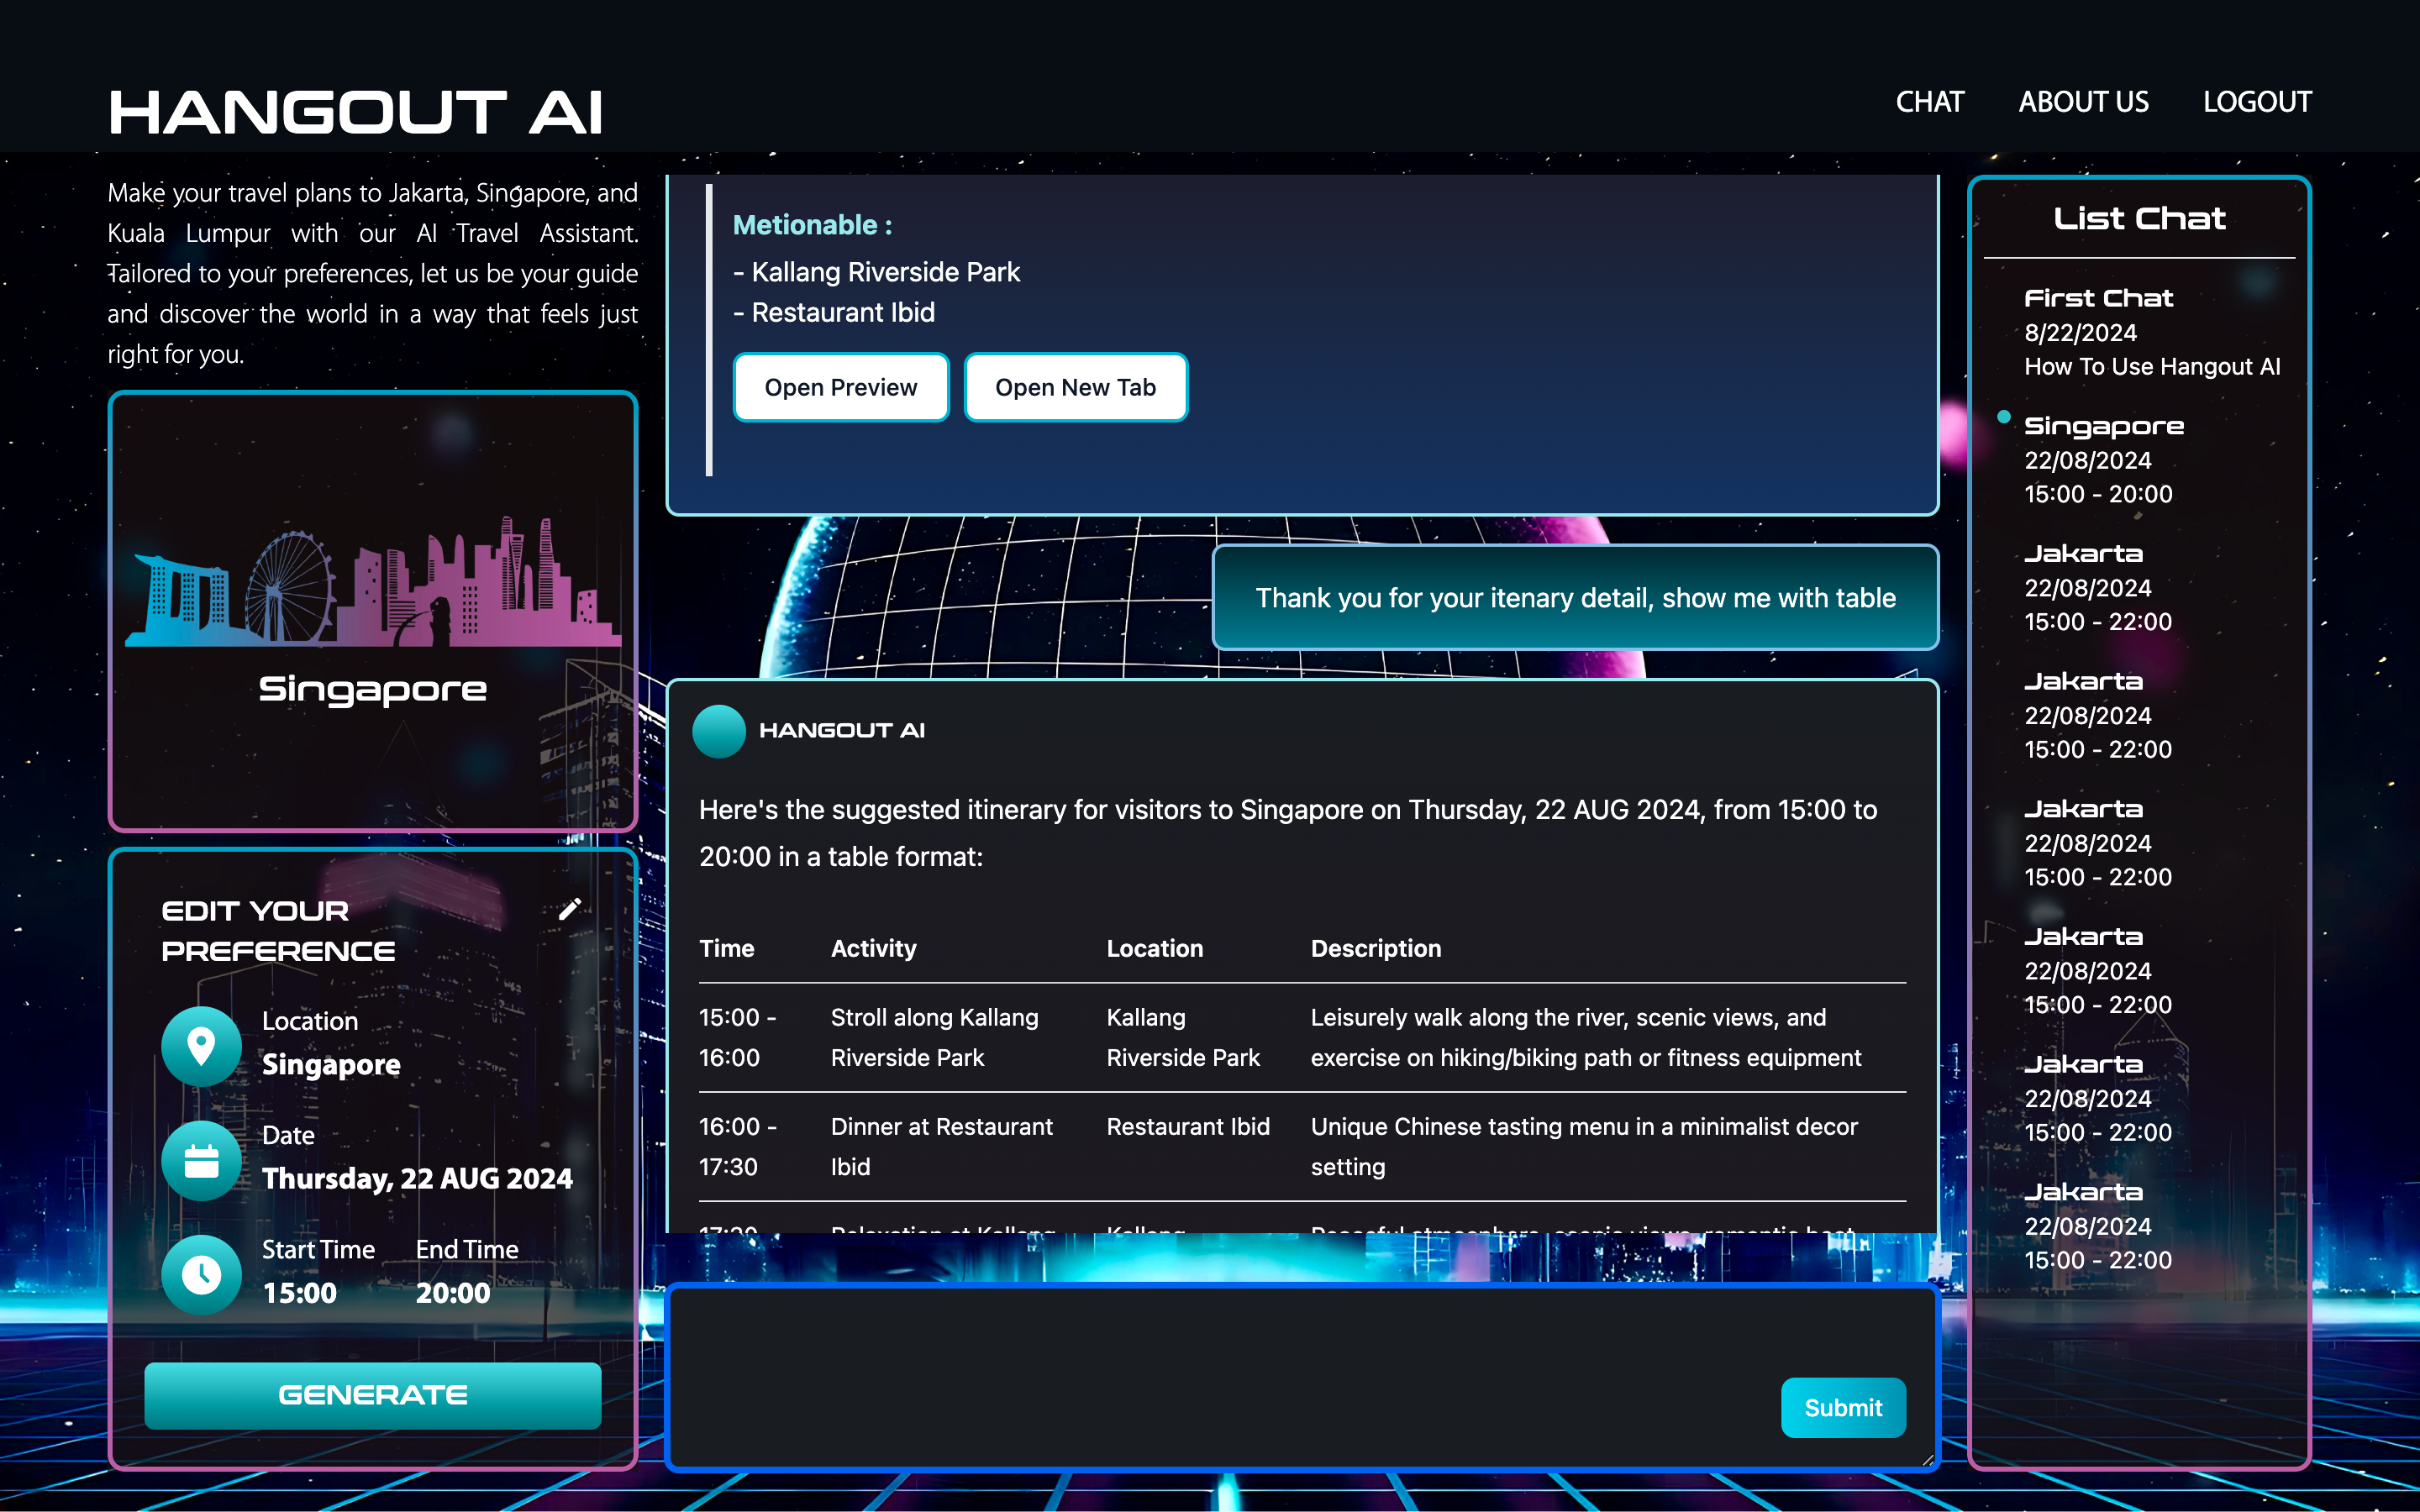 HANGOUT AI
CHAT
ABOUT US
LOGOUT
Make your travel plans to Jakarta, Singapore, and
Kuala Lumpur with our AI Travel Assistant.
Tailored to your preferences, let us be your guide
and discover the world in a way that feels just
right for you.
Singapore
EDIT YOUR
PREFERENCE
Location
Singapore
Date
Thursday, 22 AUG 2024
Start Time
End Time
15:00
20:00
GENERATE
Metionable :
- Kallang Riverside Park
- Restaurant Ibid
Open Preview
Open New Tab
Thank you for your itenary detail, show me with table
HANGOUT AI
Here's the suggested itinerary for visitors to Singapore on Thursday, 22 AUG 2024, from 15:00 to
20:00 in a table format:
Time Activity Location Description
15:00 - Stroll along Kallang Kallang Leisurely walk along the river, scenic views, and
16:00 Riverside Park Riverside Park exercise on hiking/biking path or fitness equipment
16:00 - Dinner at Restaurant Restaurant Ibid Unique Chinese tasting menu in a minimalist decor
17:30 Ibid setting
Submit
List Chat
First Chat
8/22/2024
How To Use Hangout AI
Singapore
22/08/2024
15:00 - 20:00
Jakarta
22/08/2024
15:00 - 22:00
Jakarta
22/08/2024
15:00 - 22:00
Jakarta
22/08/2024
15:00 - 22:00
Jakarta
22/08/2024
15:00 - 22:00
Jakarta
22/08/2024
15:00 - 22:00
Jakarta
22/08/2024
15:00 - 22:00